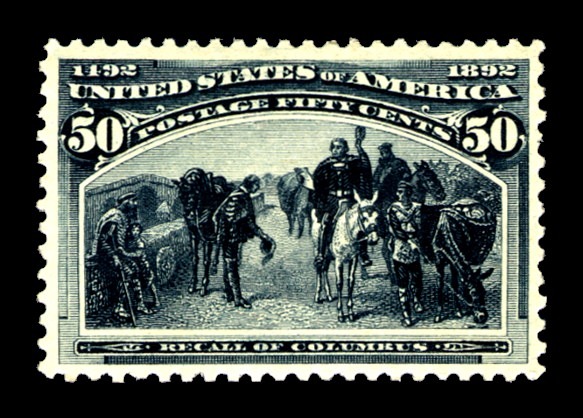 1492 1892
UNITED STATES OF AMERICA
POSTAGE FIFTY CENTS
50 50
RECALL OF COLUMBUS